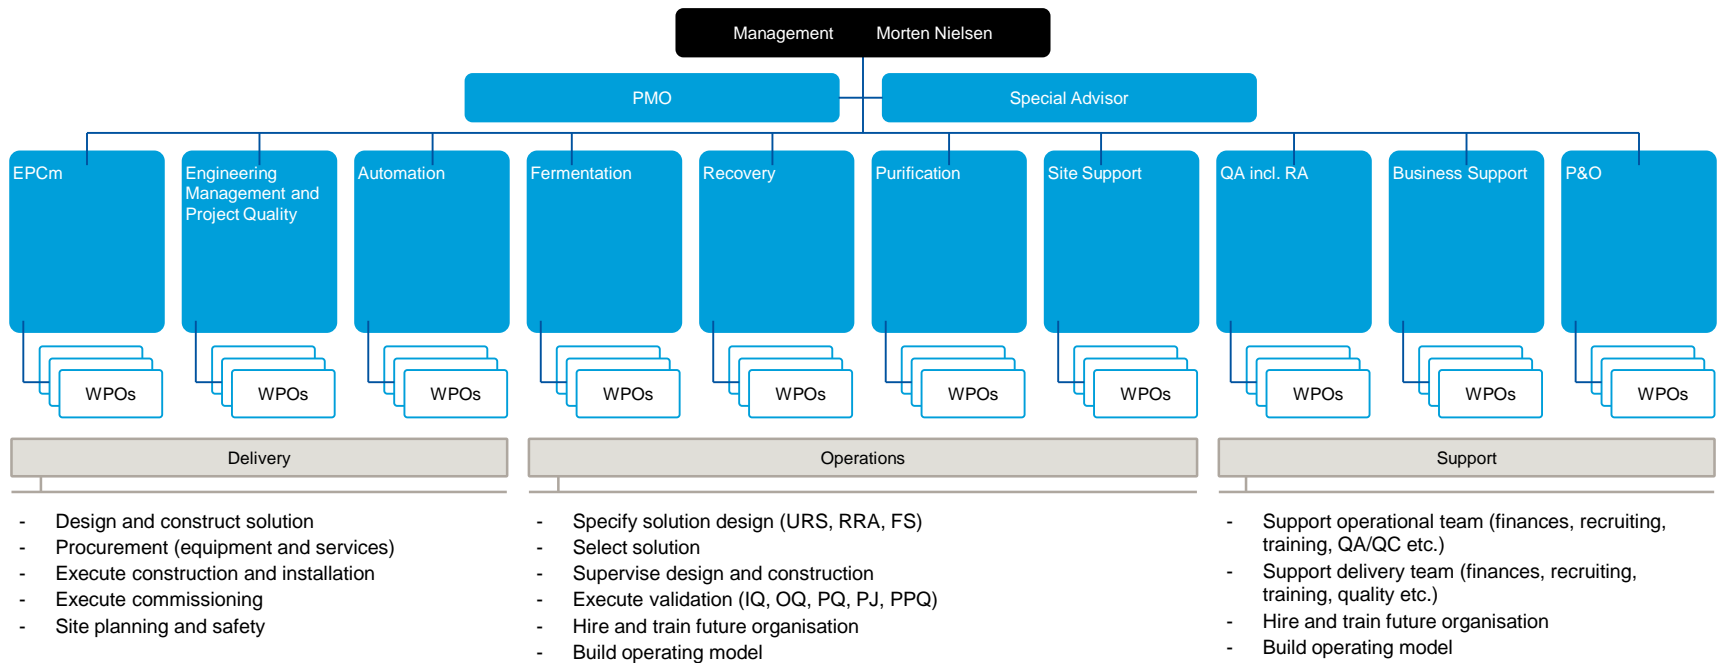 Management Morten Nielsen
PMO
Special Advisor
EPCm
Engineering
Management and
Project Quality
Automation
Fermentation
Recovery
Purification
Site Support
QA incl. RA
Business Support
P&O
WPOs
WPOs
WPOs
WPOs
WPOs
WPOs
WPOs
WPOs
WPOs
WPOs
Delivery
- Design and construct solution
- Procurement (equipment and services)
- Execute construction and installation
- Execute commissioning
- Site planning and safety
Operations
- Specify solution design (URS, RRA, FS)
- Select solution
- Supervise design and construction
- Execute validation (IQ, OQ, PQ, PJ, PPQ)
- Hire and train future organisation
- Build operating model
Support
- Support operational team (finances, recruiting,
training, QA/QC etc.)
- Support delivery team (finances, recruiting,
training, quality etc.)
- Hire and train future organisation
- Build operating model